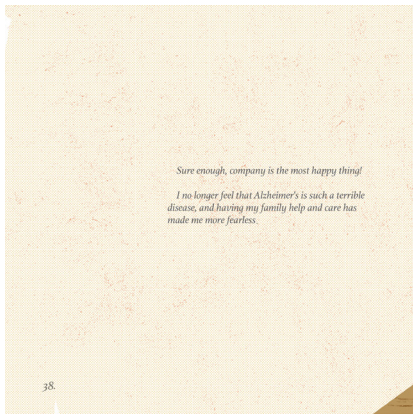 Sure enough, company is the most happy thing!
I no longer feel that Alzheimer's is such a terrible
disease, and having my family help and care has
made me more fearless.
38.